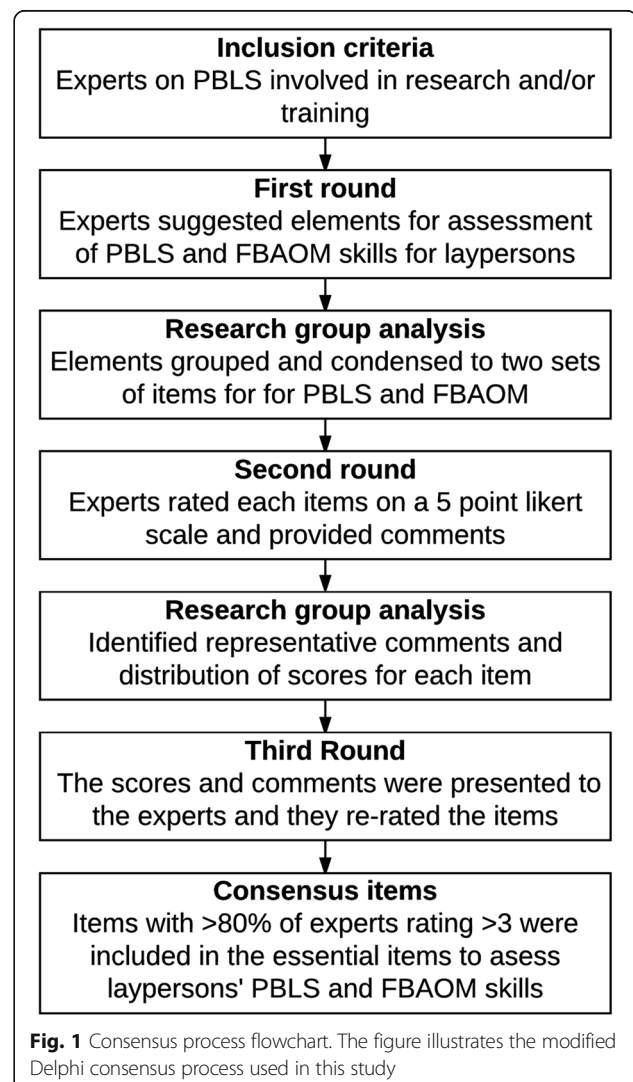 Inclusion criteria
Experts on PBLS involved in research and/or
training
First round
Experts suggested elements for assessment
of PBLS and FBAOM skills for laypersons
Research group analysis
Elements grouped and condensed to two sets
of items for for PBLS and FBAOM
Second round
Experts rated each items on a 5 point likert
scale and provided comments
Research group analysis
Identified representative comments and
distribution of scores for each item
Third Round
The scores and comments were presented to
the experts and they re-rated the items
Consensus items
Items with >80% of experts rating >3 were
included in the essential items to asess
laypersons' PBLS and FBAOM skills
Fig. 1 Consensus process flowchart. The figure illustrates the modified
Delphi consensus process used in this study